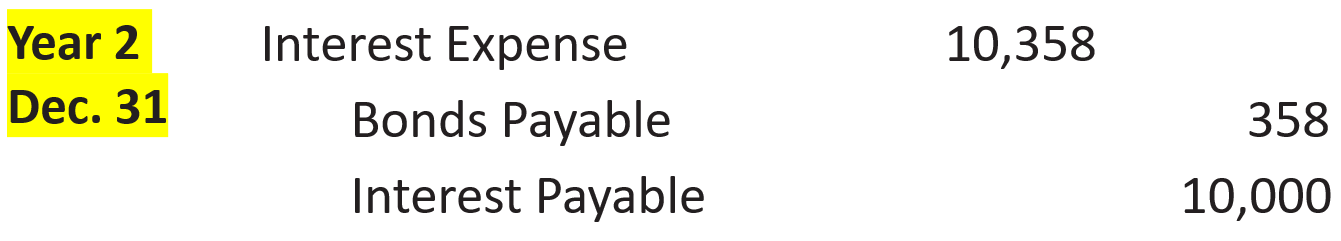 Year 2 Interest Expense 10,358
Dec. 31
Bonds Payable 358
Interest Payable 10,000